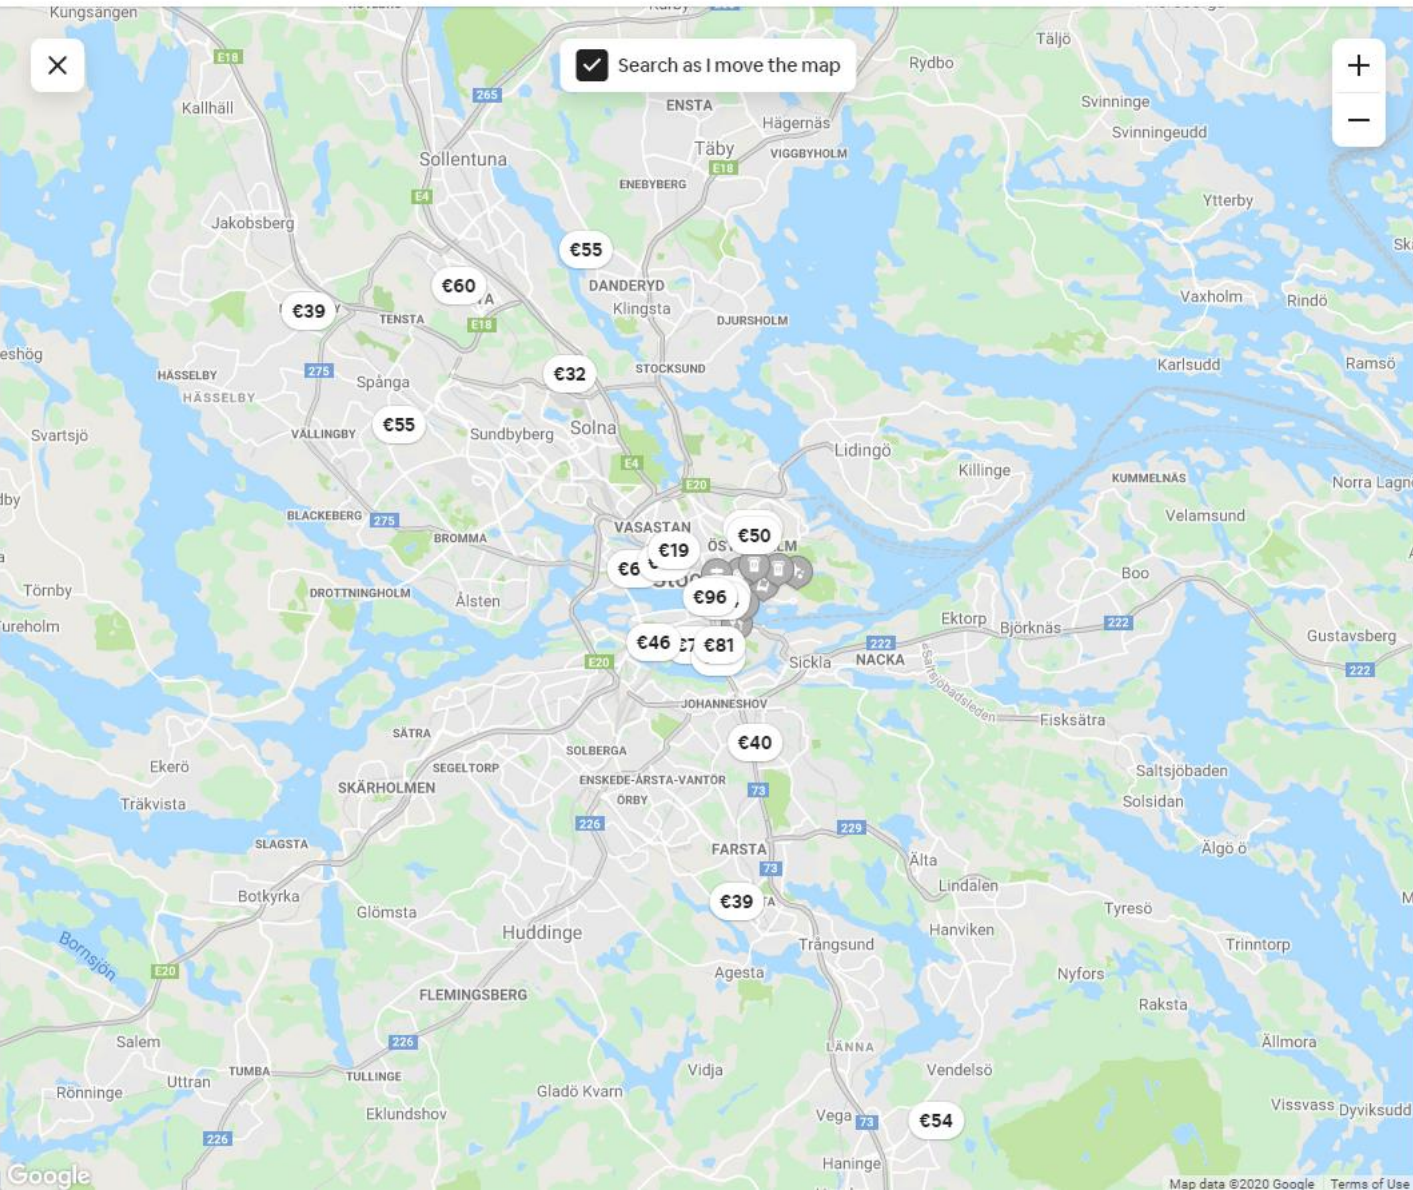 Kungsängen
Täljö
E18
Search as I move the map
Rydbo
265
Kallhäll
ENSTA
Svinninge
Hägernäs
Svinningeudd
Täby
VIGGBYHOLM
Sollentuna
E18
ENEBYBERG
E4
Ytterby
Jakobsberg
€55
€60
DANDERYD
Vaxholm
Rindö
€39
Klingsta
TENSTA
E18
DJURSHOLM
275
€32
STOCKSUND
Karlsudd
Ramsö
HÄSSELBY
Spånga
HÄSSELBY
€55
Svartsjö
VÄLLINGBY
Sundbyberg
Solna
Lidingö
E4
Killinge
E20
KUMMELNÄS
Norra Lagn
BLACKEBERG
275
VASASTAN
€50
Velamsund
BROMMA
€19
€6
Boo
Törnby
DROTTNINGHOLM
Ålsten
€96
Ektorp
Björknäs
222
€46
€7
€81
222
Gustavsberg
E20
Sickla
NACKA
222
Saltsjöbadsleden
JOHANNESHOV
Fisksätra
SÄTRA
€40
SOLBERGA
Ekerö
SEGELTORP
Saltsjöbaden
SKÄRHOLMEN
ENSKEDE-ÅRSTA-VANTÖR
73
Träkvista
ÖRBY
Solsidan
226
229
SLAGSTA
FARSTA
Älgö ö
Älta
73
Lindalen
Botkyrka
€39
Glömsta
Tyresö
Huddinge
Hanviken
Bornsjön
Trångsund
Trinntorp
E20
Agesta
Nyfors
FLEMINGSBERG
Raksta
Salem
226
LÄNNA
Ällmora
TUMBA
TULLINGE
Vidja
Vendelsö
Uttran
Rönninge
Gladö Kvarn
Eklundshov
Vega
73
€54
Vissvass
Dyviksudd
226
Haninge
Google
Map data ©2020 Google
Terms of Use